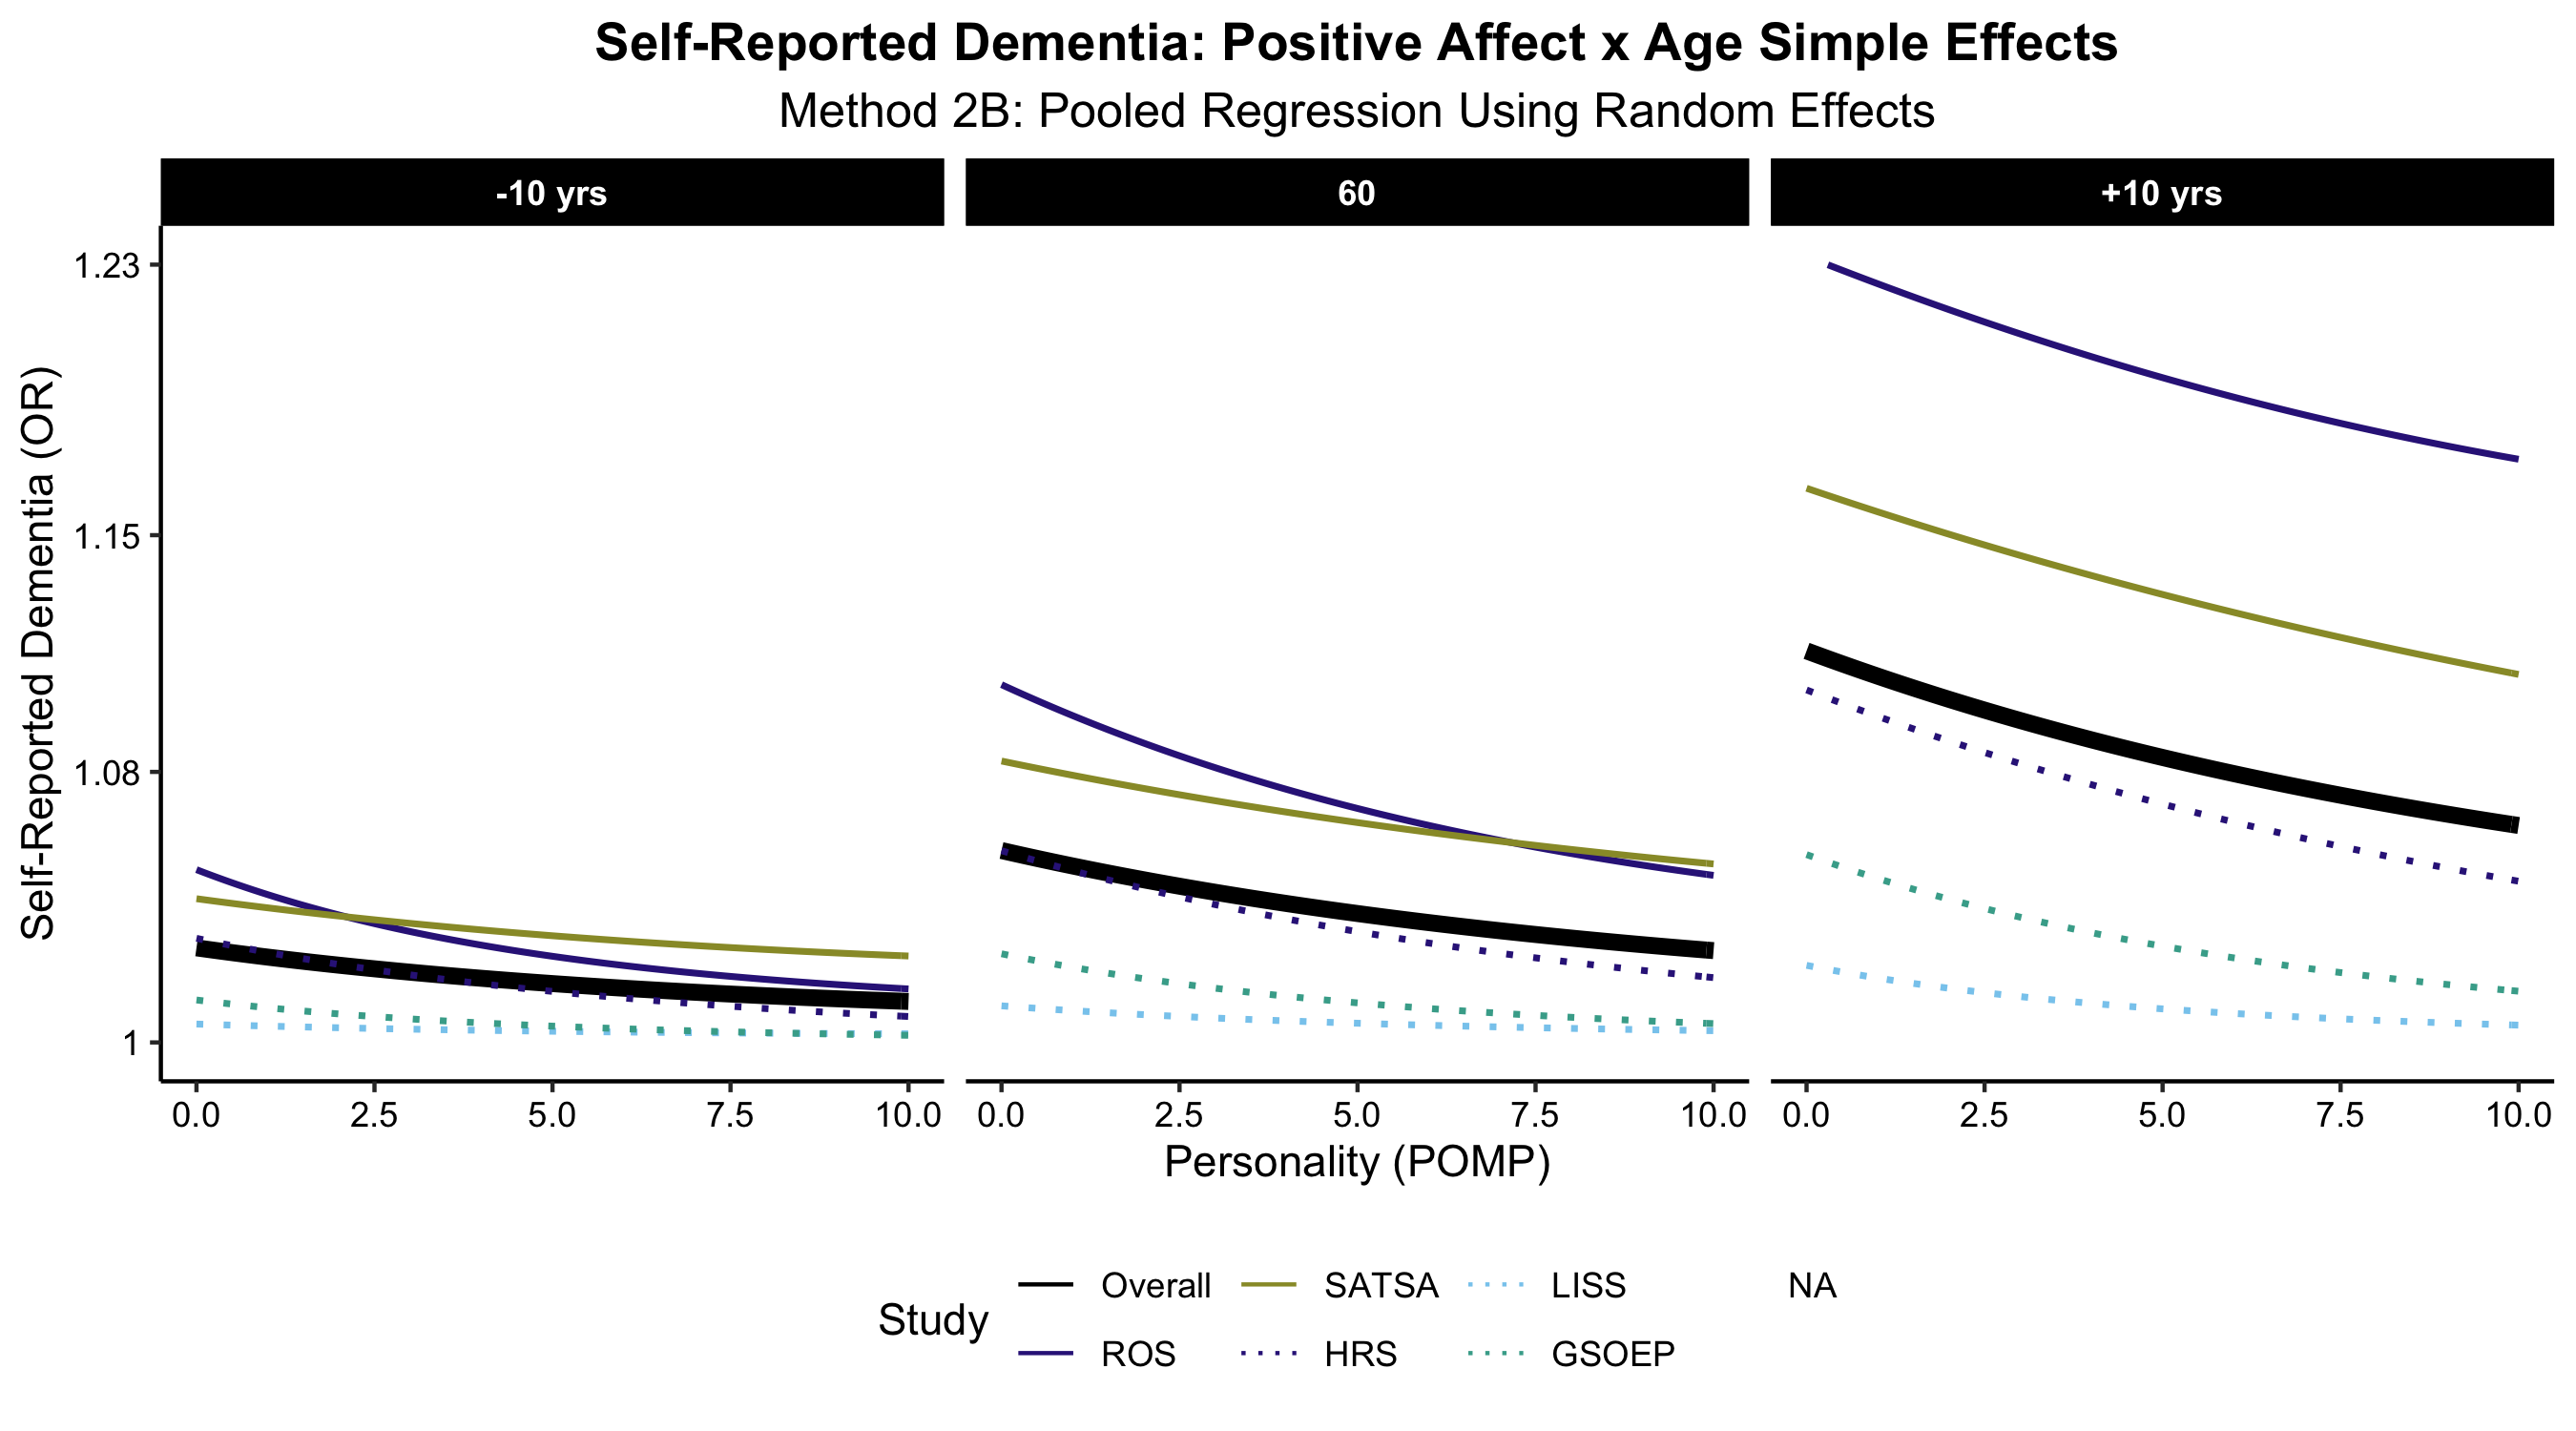 Self-Reported Dementia: Positive Affect x Age Simple Effects
Method 2B: Pooled Regression Using Random Effects
-10 yrs
60
+10 yrs
Self-Reported Dementia (OR)
1.23
1.15
1.08
1
0.0 2.5 5.0 7.5 10.0
0.0 2.5 5.0 7.5 10.0
0.0 2.5 5.0 7.5 10.0
Personality (POMP)
Study
Overall SATSA LISS NA
ROS HRS GSOEP